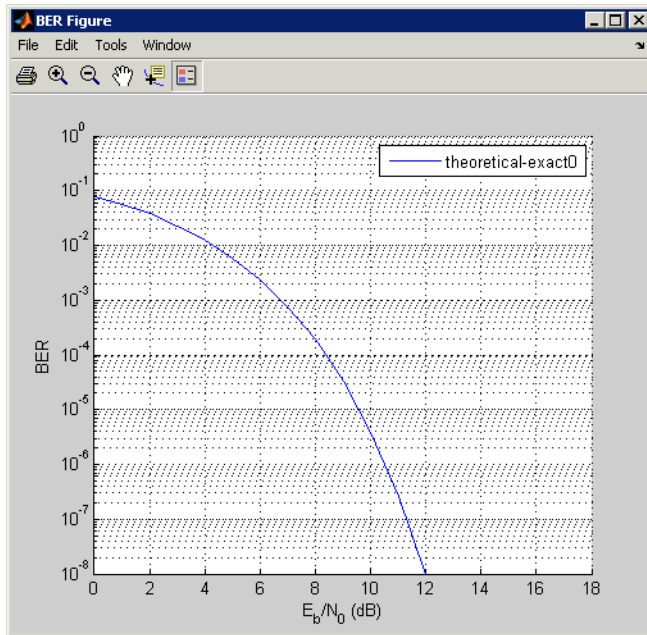 BER Figure
File Edit Tools Window
theoretical-exact0
10^0
10^-1
10^-2
10^-3
10^-4
10^-5
10^-6
10^-7
10^-8
BER
0 2 4 6 8 10 12 14 16 18
E_b/N_0 (dB)